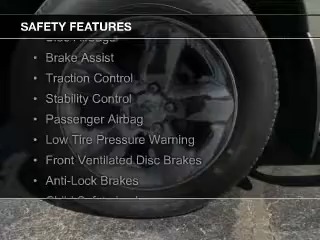 SAFETY FEATURES
• Brake Assist
• Traction Control
• Stability Control
• Passenger Airbag
• Low Tire Pressure Warning
• Front Ventilated Disc Brakes
• Anti-Lock Brakes